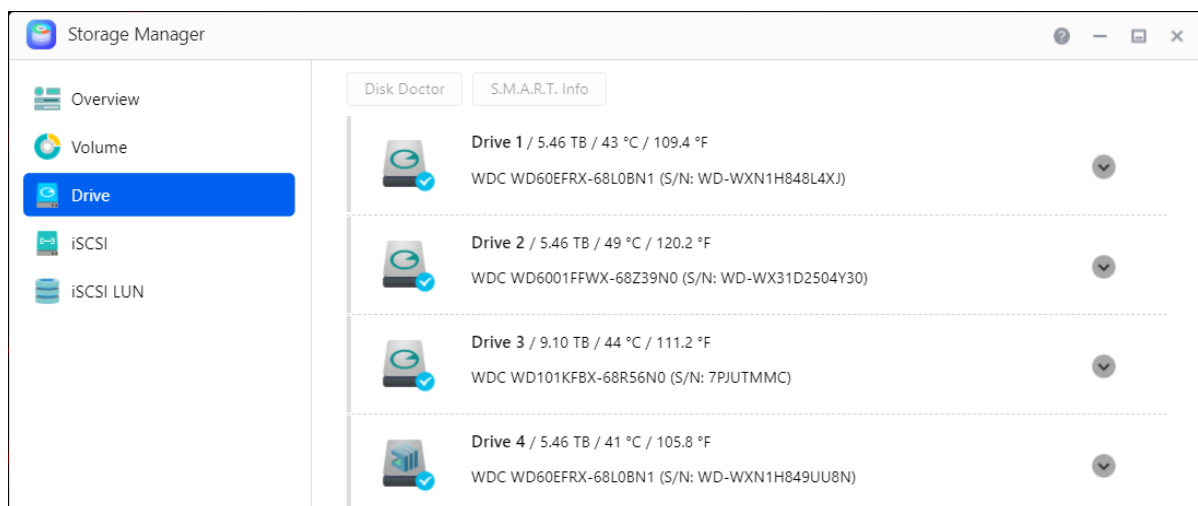 Storage Manager
Overview
Volume
Drive
iSCSI
iSCSI LUN
Disk Doctor
S.M.A.R.T. Info
Drive 1 / 5.46 TB / 43 °C / 109.4 °F
WDC WD60EFRX-68L0BN1 (S/N: WD-WXN1H848L4XJ)
Drive 2 / 5.46 TB / 49 °C / 120.2 °F
WDC WD6001FFWX-68Z39N0 (S/N: WD-WX31D2504Y30)
Drive 3 / 9.10 TB / 44 °C / 111.2 °F
WDC WD101KFBX-68R56N0 (S/N: 7PJUTMMC)
Drive 4 / 5.46 TB / 41 °C / 105.8 °F
WDC WD60EFRX-68L0BN1 (S/N: WD-WXN1H849UU8N)